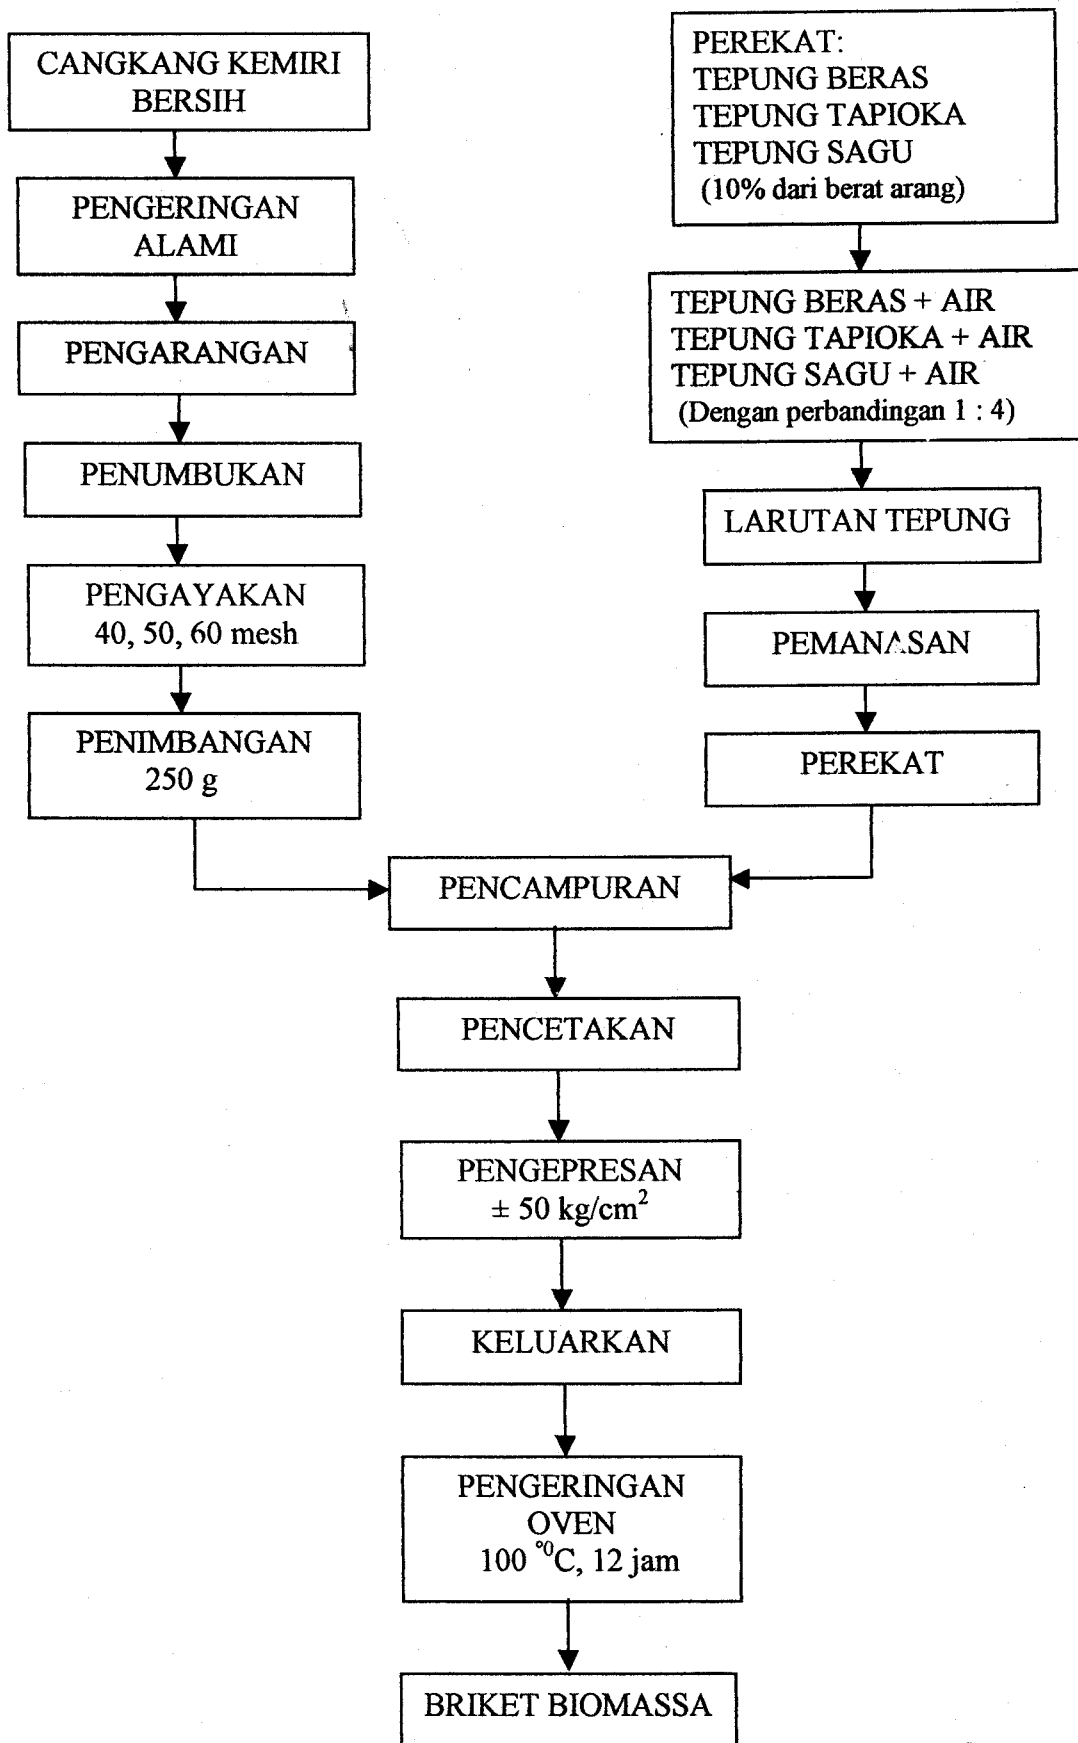 CANGKANG KEMIRI
BERSIH
PENGERINGAN
ALAMI
PENGARANGAN
PENUMBUKAN
PENGAYAKAN
40, 50, 60 mesh
PENIMBANGAN
250 g
PEREKAT:
TEPUNG BERAS
TEPUNG TAPIOKA
TEPUNG SAGU
(10% dari berat arang)
TEPUNG BERAS + AIR
TEPUNG TAPIOKA + AIR
TEPUNG SAGU + AIR
(Dengan perbandingan 1 : 4)
LARUTAN TEPUNG
PEMANASAN
PEREKAT
PENCAMPURAN
PENCETAKAN
PENGEPRESAN
± 50 kg/cm²
KELUARKAN
PENGERINGAN
OVEN
100 °⁰C, 12 jam
BRIKET BIOMASSA